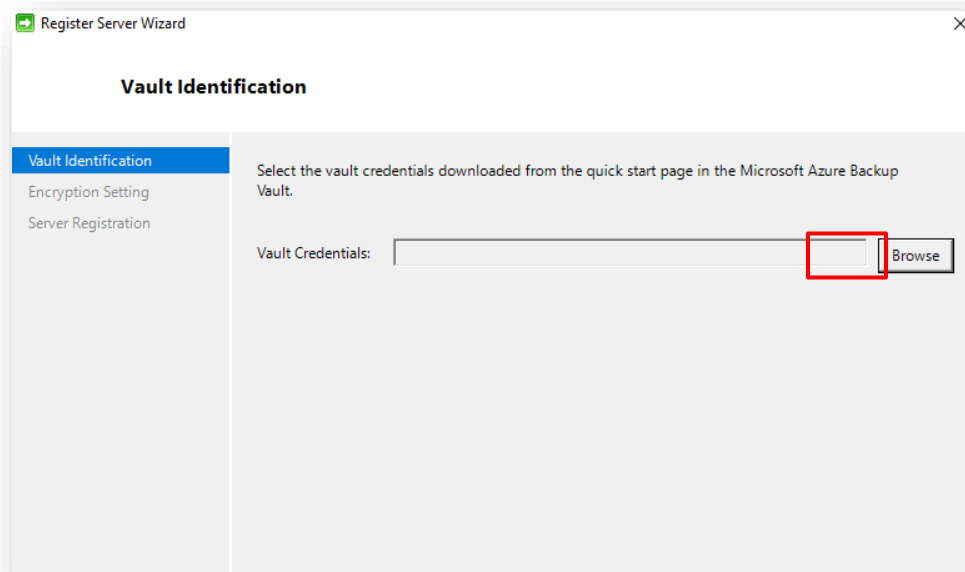 Register Server Wizard
Vault Identification
Vault Identification
Encryption Setting
Server Registration
Select the vault credentials downloaded from the quick start page in the Microsoft Azure Backup
Vault.
Vault Credentials:
Browse